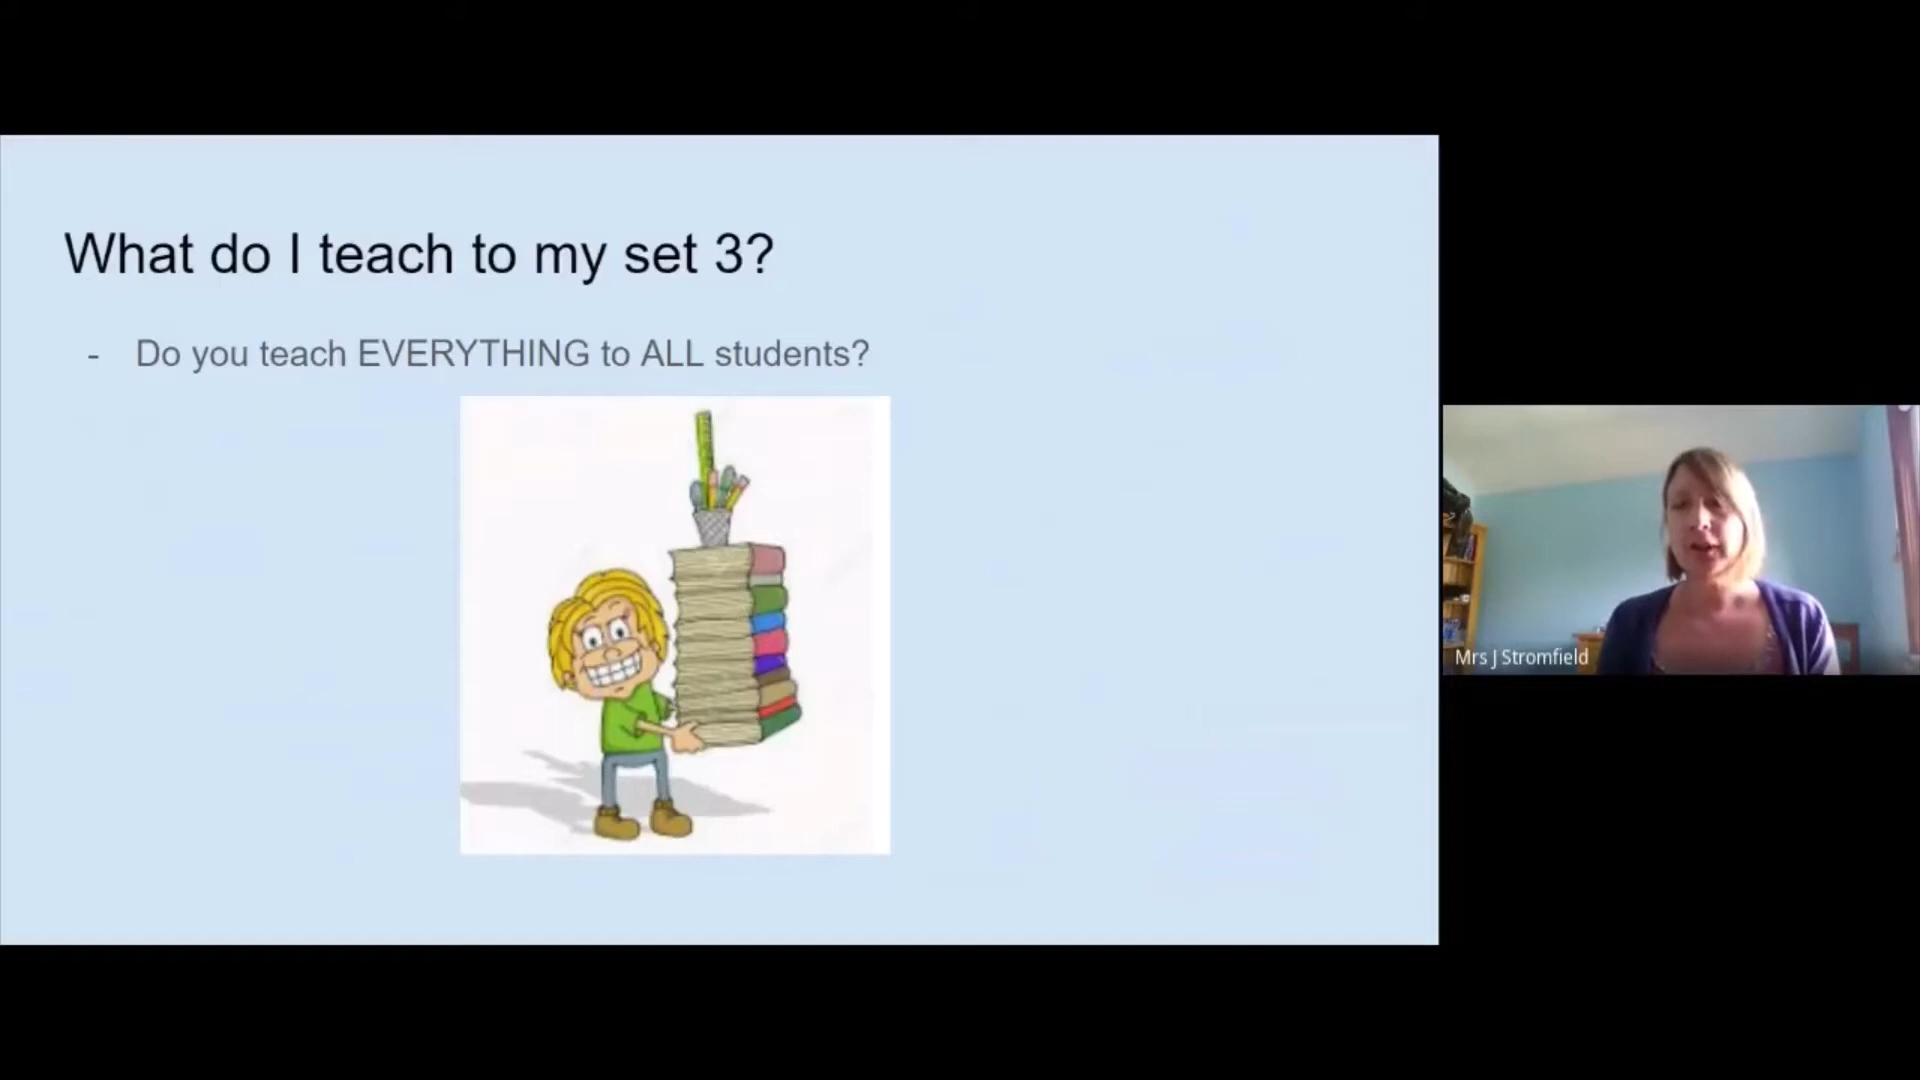 What do I teach to my set 3?
- Do you teach EVERYTHING to ALL students?
Mrs J Stromfield